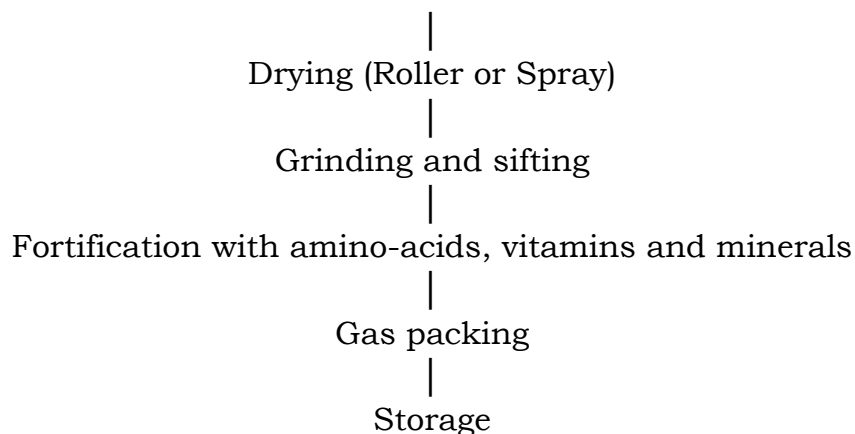 Drying (Roller or Spray)
Grinding and sifting
Fortification with amino-acids, vitamins and minerals
Gas packing
Storage